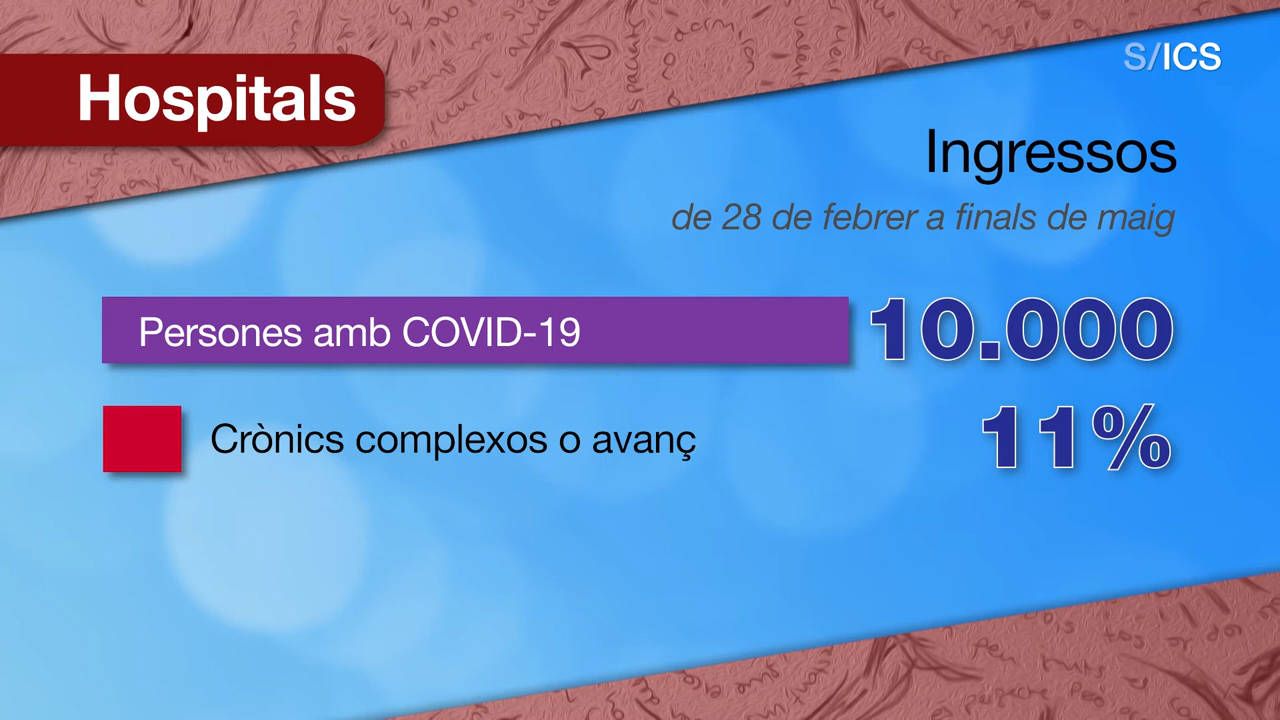 Hospitals
S/ICS
Ingressos
de 28 de febrer a finals de maig
Persones amb COVID-19 10.000
Crònics complexos o avanç 11%